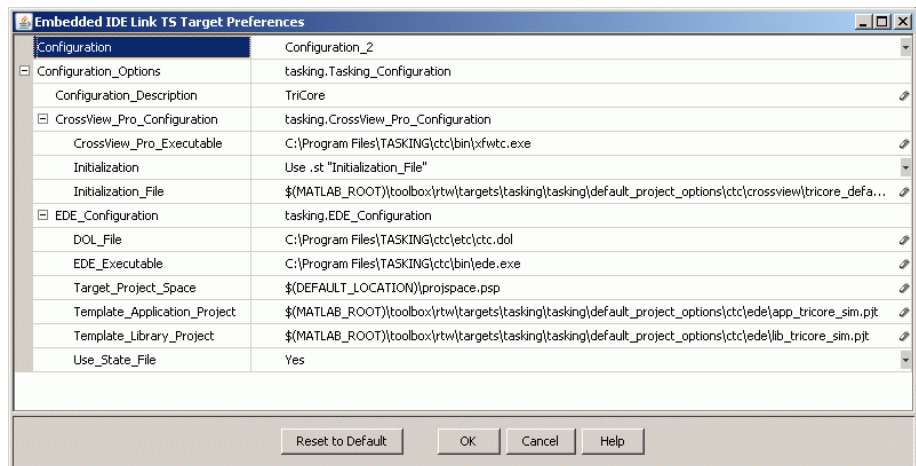 Embedded IDE Link TS Target Preferences
Configuration Configuration_2
Configuration_Options tasking.Tasking_Configuration
Configuration_Description TriCore
CrossView_Pro_Configuration tasking.CrossView_Pro_Configuration
CrossView_Pro_Executable C:\Program Files\TASKING\ctc\bin\xfwtc.exe
Initialization Use .st "Initialization_File"
Initialization_File $(MATLAB_ROOT)\toolbox\rtw\targets\tasking\tasking\default_project_options\ctc\crossview\tricore_defa...
EDE_Configuration tasking.EDE_Configuration
DOL_File C:\Program Files\TASKING\ctc\etc\ctc.dol
EDE_Executable C:\Program Files\TASKING\ctc\bin\ede.exe
Target_Project_Space $(DEFAULT_LOCATION)\projspace.psp
Template_Application_Project $(MATLAB_ROOT)\toolbox\rtw\targets\tasking\tasking\default_project_options\ctc\ede\app_tricore_sim.pjt
Template_Library_Project $(MATLAB_ROOT)\toolbox\rtw\targets\tasking\tasking\default_project_options\ctc\ede\lib_tricore_sim.pjt
Use_State_File Yes
Reset to Default OK Cancel Help